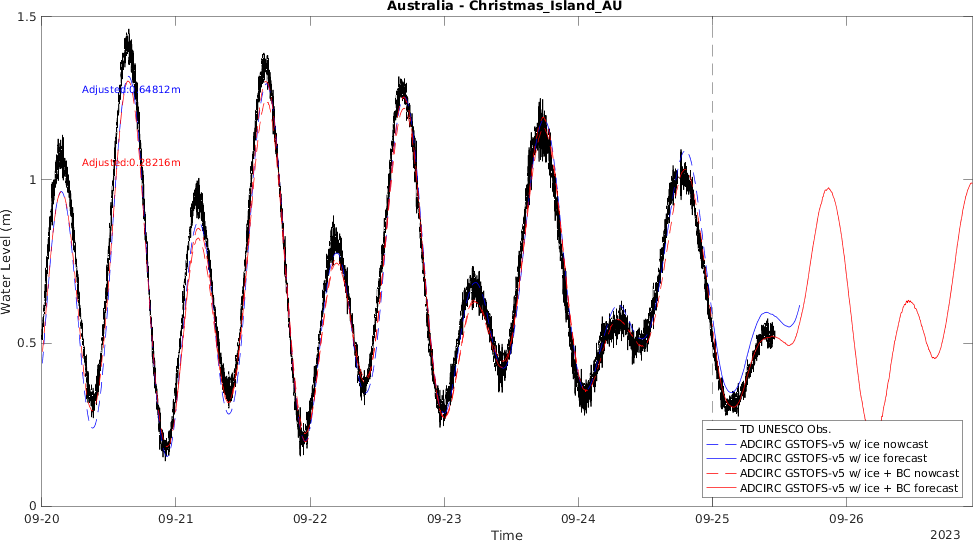 Australia - Christmas_Island_AU
1.5
Adjusted:0.64812m
Adjusted:0.28216m
1
Water Level (m)
0.5
0
TD UNESCO Obs.
ADCIRC GSTOFS-v5 w/ ice nowcast
ADCIRC GSTOFS-v5 w/ ice forecast
ADCIRC GSTOFS-v5 w/ ice + BC nowcast
ADCIRC GSTOFS-v5 w/ ice + BC forecast
09-20 09-21 09-22 09-23 09-24 09-25 09-26
Time
2023